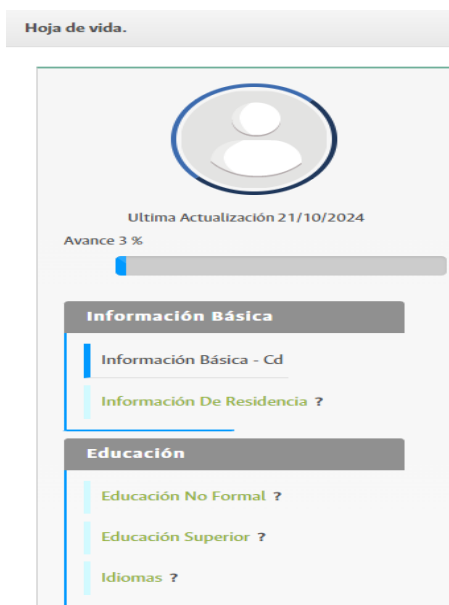 Hoja de vida.
Ultima Actualización 21/10/2024
Avance 3 %
Información Básica
Información Básica - Cd
Información De Residencia ?
Educación
Educación No Formal ?
Educación Superior ?
Idiomas ?